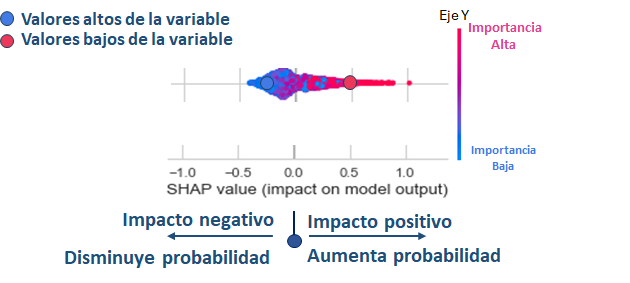 Valores altos de la variable
Valores bajos de la variable
Eje Y
Importancia
Alta
Importancia
Baja
−1.0 −0.5 0.0 0.5 1.0
SHAP value (impact on model output)
Impacto negativo Impacto positivo
Disminuye probabilidad Aumenta probabilidad